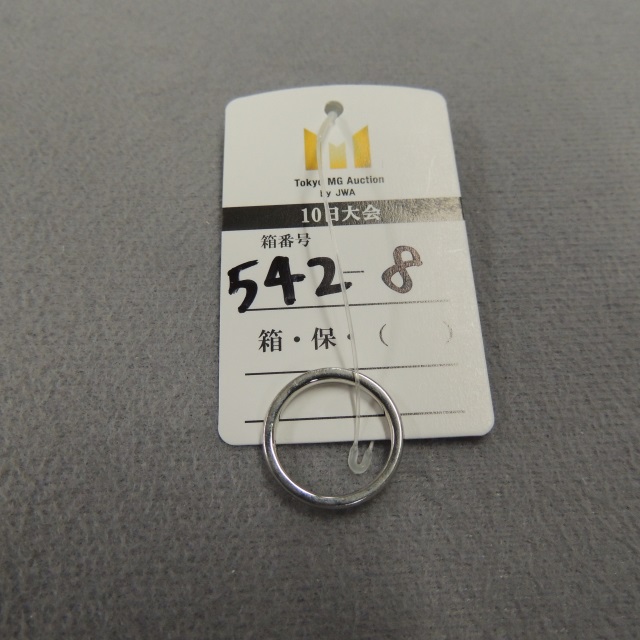 Tokyo MG Auction
by JWA
10日大会
箱番号
542 8
箱・保・（ ）